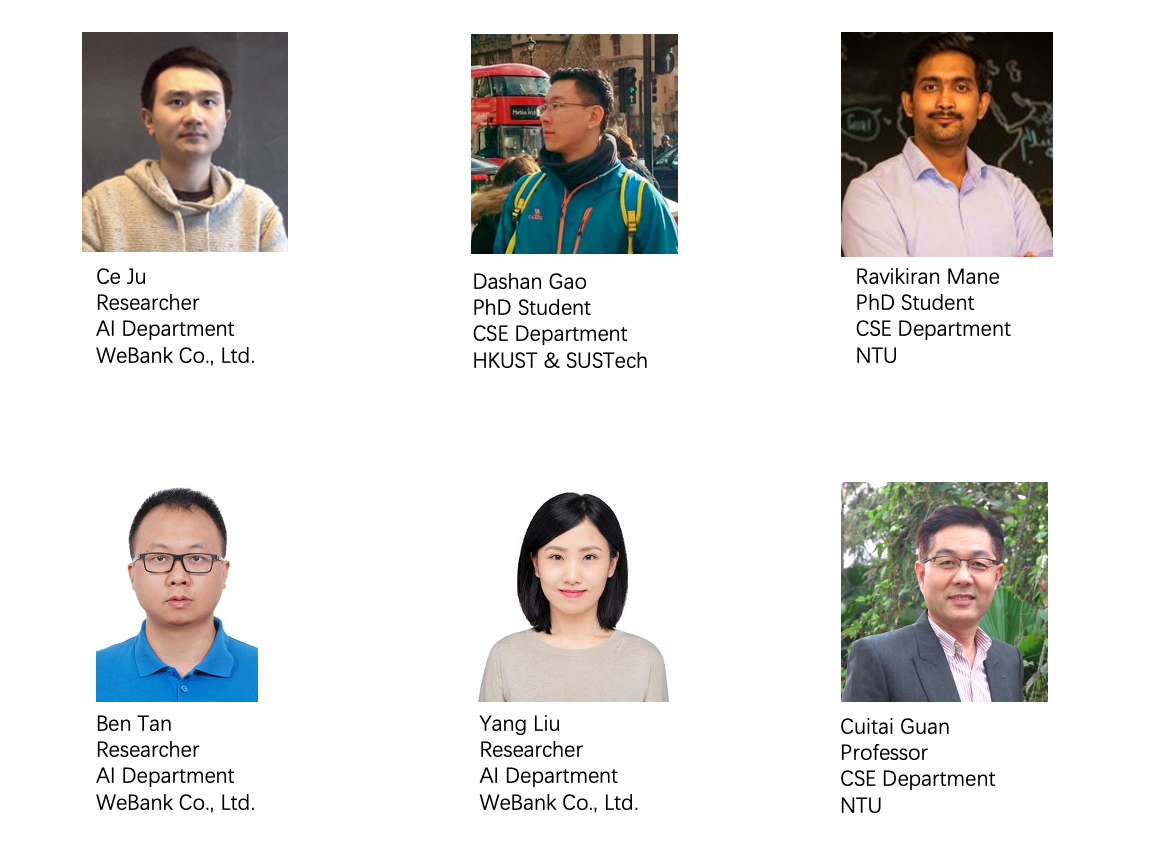 Ce Ju
Researcher
AI Department
WeBank Co., Ltd.
Dashan Gao
PhD Student
CSE Department
HKUST & SUSTech
Ravikiran Mane
PhD Student
CSE Department
NTU
Ben Tan
Researcher
AI Department
WeBank Co., Ltd.
Yang Liu
Researcher
AI Department
WeBank Co., Ltd.
Cuitai Guan
Professor
CSE Department
NTU